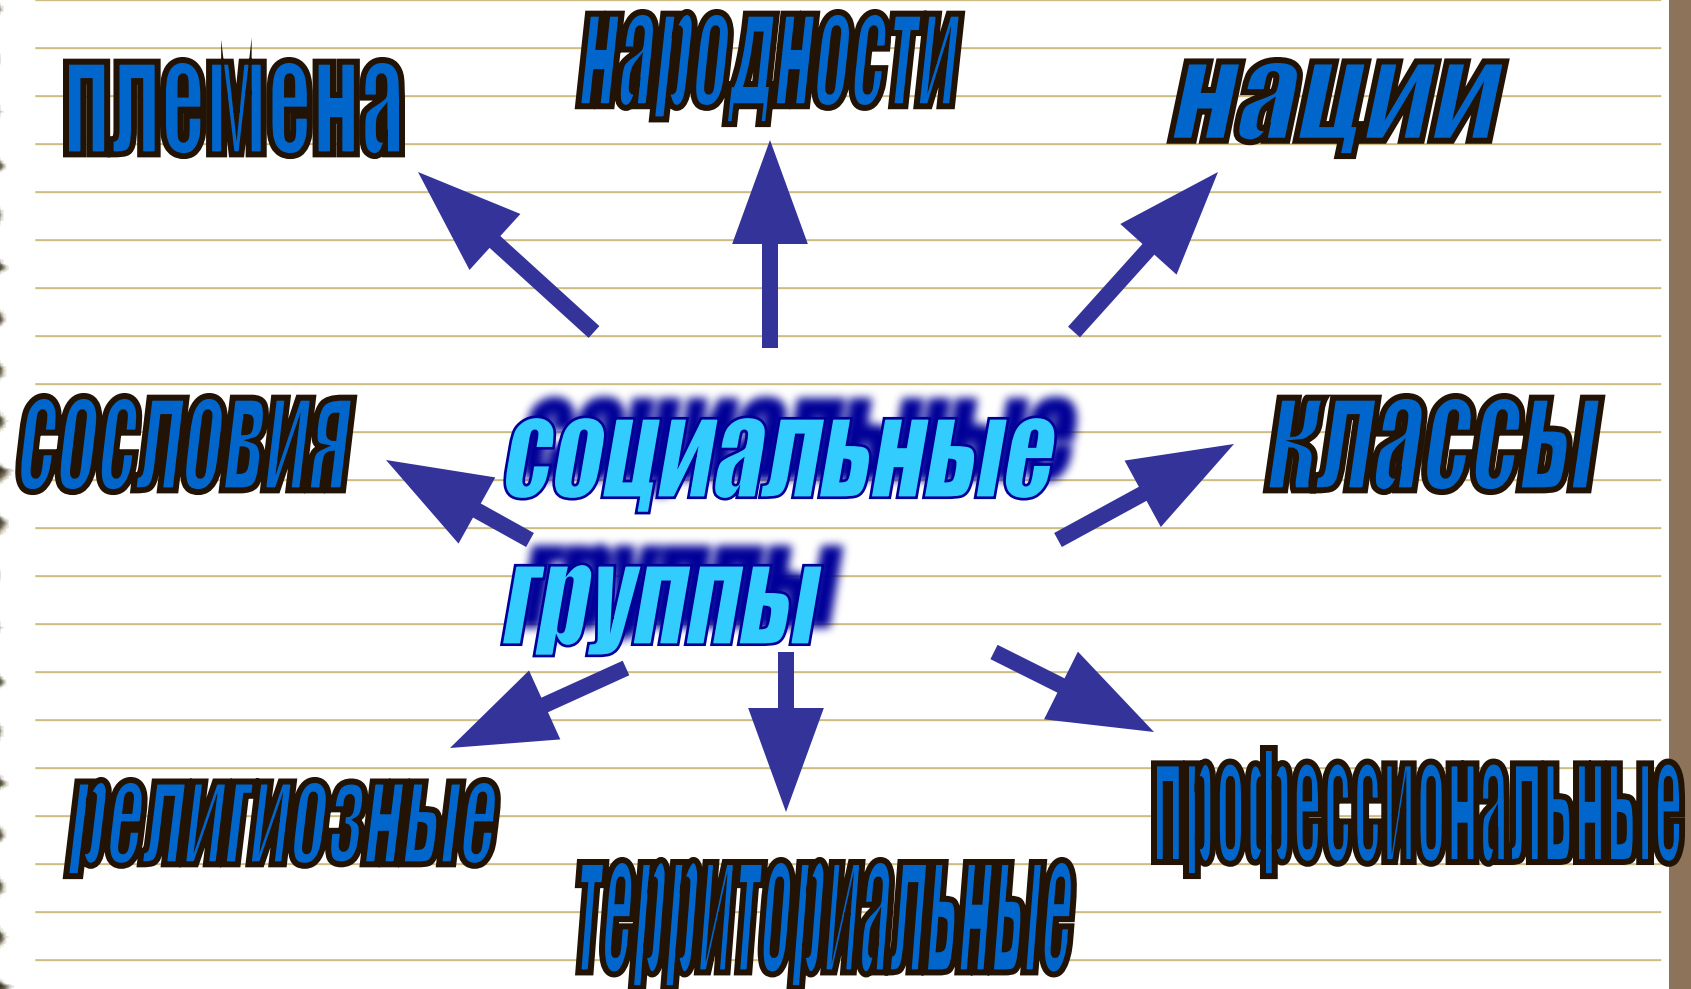 племена
народности
нации
сословия
социальные
группы
классы
религиозные
территориальные
профессиональные